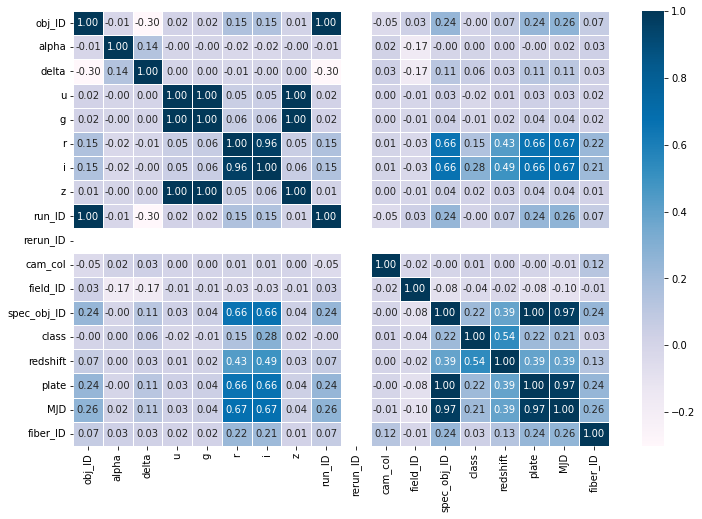 obj_ID 1.00 -0.01 -0.30 0.02 0.02 0.15 0.15 0.01 1.00 -0.05 0.03 0.24 -0.00 0.07 0.24 0.26 0.07
alpha -0.01 1.00 0.14 -0.00 -0.00 -0.02 -0.02 -0.00 -0.01 0.02 -0.17 -0.00 0.00 0.00 -0.00 0.02 0.03
delta -0.30 0.14 1.00 0.00 0.00 -0.01 -0.00 0.00 -0.30 0.03 -0.17 0.11 0.06 0.03 0.11 0.11 0.03
u 0.02 -0.00 0.00 1.00 1.00 0.05 0.05 1.00 0.02 0.00 -0.01 0.03 -0.02 0.01 0.03 0.03 0.02
g 0.02 -0.00 0.00 1.00 1.00 0.06 0.06 1.00 0.02 0.00 -0.01 0.04 -0.01 0.02 0.04 0.04 0.02
r 0.15 -0.02 -0.01 0.05 0.06 1.00 0.96 0.05 0.15 0.01 -0.03 0.66 0.15 0.43 0.66 0.67 0.22
i 0.15 -0.02 -0.00 0.05 0.06 0.96 1.00 0.06 0.15 0.01 -0.03 0.66 0.28 0.49 0.66 0.67 0.21
z 0.01 -0.00 0.00 1.00 1.00 0.05 0.06 1.00 0.01 0.00 -0.01 0.04 -0.02 0.03 0.04 0.04 0.01
run_ID 1.00 -0.01 -0.30 0.02 0.02 0.15 0.15 0.01 1.00 -0.05 0.03 0.24 -0.00 0.07 0.24 0.26 0.07
rerun_ID
cam_col -0.05 0.02 0.03 0.00 0.00 0.01 0.01 0.00 -0.05 1.00 -0.02 -0.00 0.01 0.00 -0.00 -0.01 0.12
field_ID 0.03 -0.17 -0.17 -0.01 -0.01 -0.03 -0.03 -0.01 0.03 -0.02 1.00 -0.08 -0.04 -0.02 -0.08 -0.10 -0.01
spec_obj_ID 0.24 -0.00 0.11 0.03 0.04 0.66 0.66 0.04 0.24 -0.00 -0.08 1.00 0.22 0.39 1.00 0.97 0.24
class -0.00 0.00 0.06 -0.02 -0.01 0.15 0.28 -0.02 -0.00 0.01 -0.04 0.22 1.00 0.54 0.22 0.21 0.03
redshift 0.07 0.00 0.03 0.01 0.02 0.43 0.49 0.03 0.07 0.00 -0.02 0.39 0.54 1.00 0.39 0.39 0.13
plate 0.24 -0.00 0.11 0.03 0.04 0.66 0.66 0.04 0.24 -0.00 -0.08 1.00 0.22 0.39 1.00 0.97 0.24
MJD 0.26 0.02 0.11 0.03 0.04 0.67 0.67 0.04 0.26 -0.01 -0.10 0.97 0.21 0.39 0.97 1.00 0.26
fiber_ID 0.07 0.03 0.03 0.02 0.02 0.22 0.21 0.01 0.07 0.12 -0.01 0.24 0.03 0.13 0.24 0.26 1.00
obj_ID alpha delta u g r i z run_ID rerun_ID cam_col field_ID spec_obj_ID class redshift plate MJD fiber_ID
1.0
0.8
0.6
0.4
0.2
0.0
−0.2